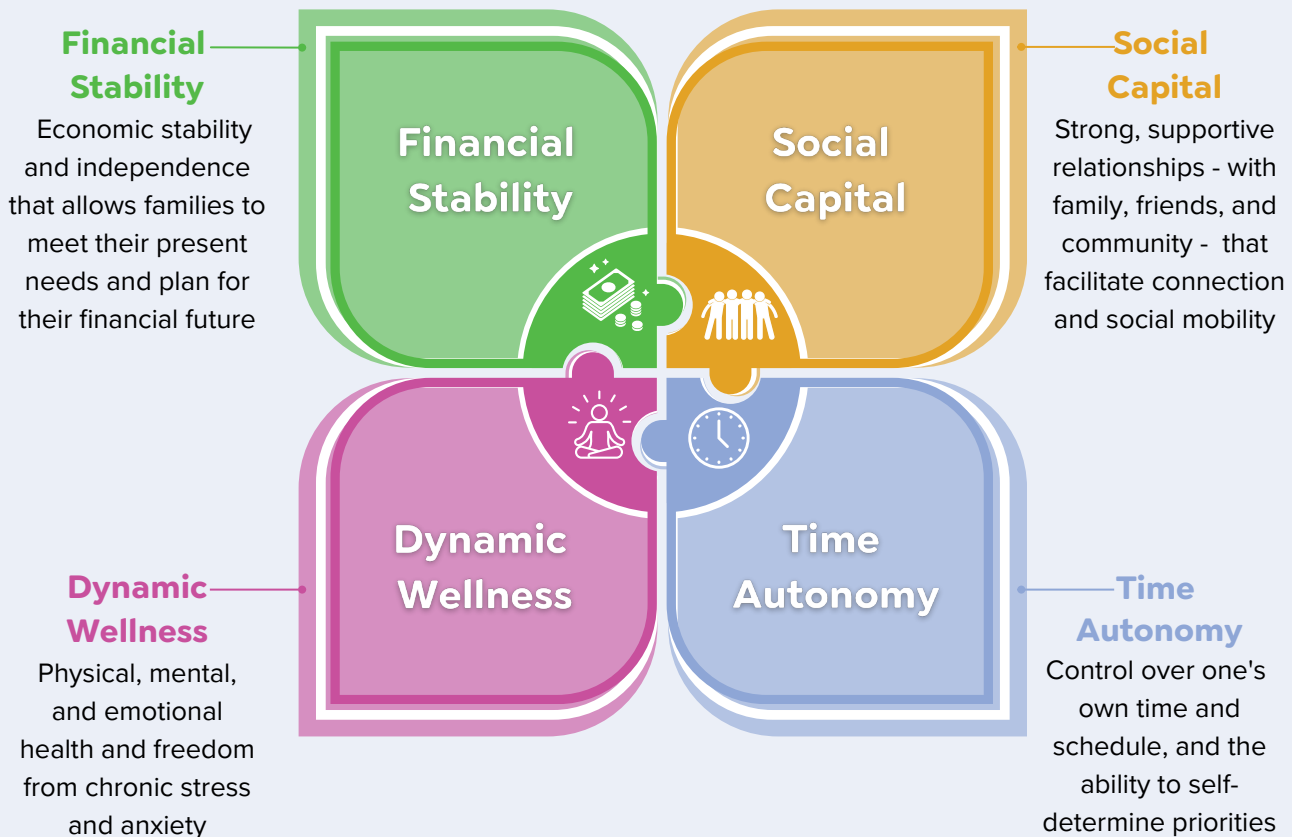 Financial
Stability
Economic stability
and independence
that allows families to
meet their present
needs and plan for
their financial future
Financial
Stability
Social
Capital
Social
Capital
Strong, supportive
relationships - with
family, friends, and
community - that
facilitate connection
and social mobility
Dynamic
Wellness
Physical, mental,
and emotional
health and freedom
from chronic stress
and anxiety
Dynamic
Wellness
Time
Autonomy
Time
Autonomy
Control over one's
own time and
schedule, and the
ability to self-
determine priorities